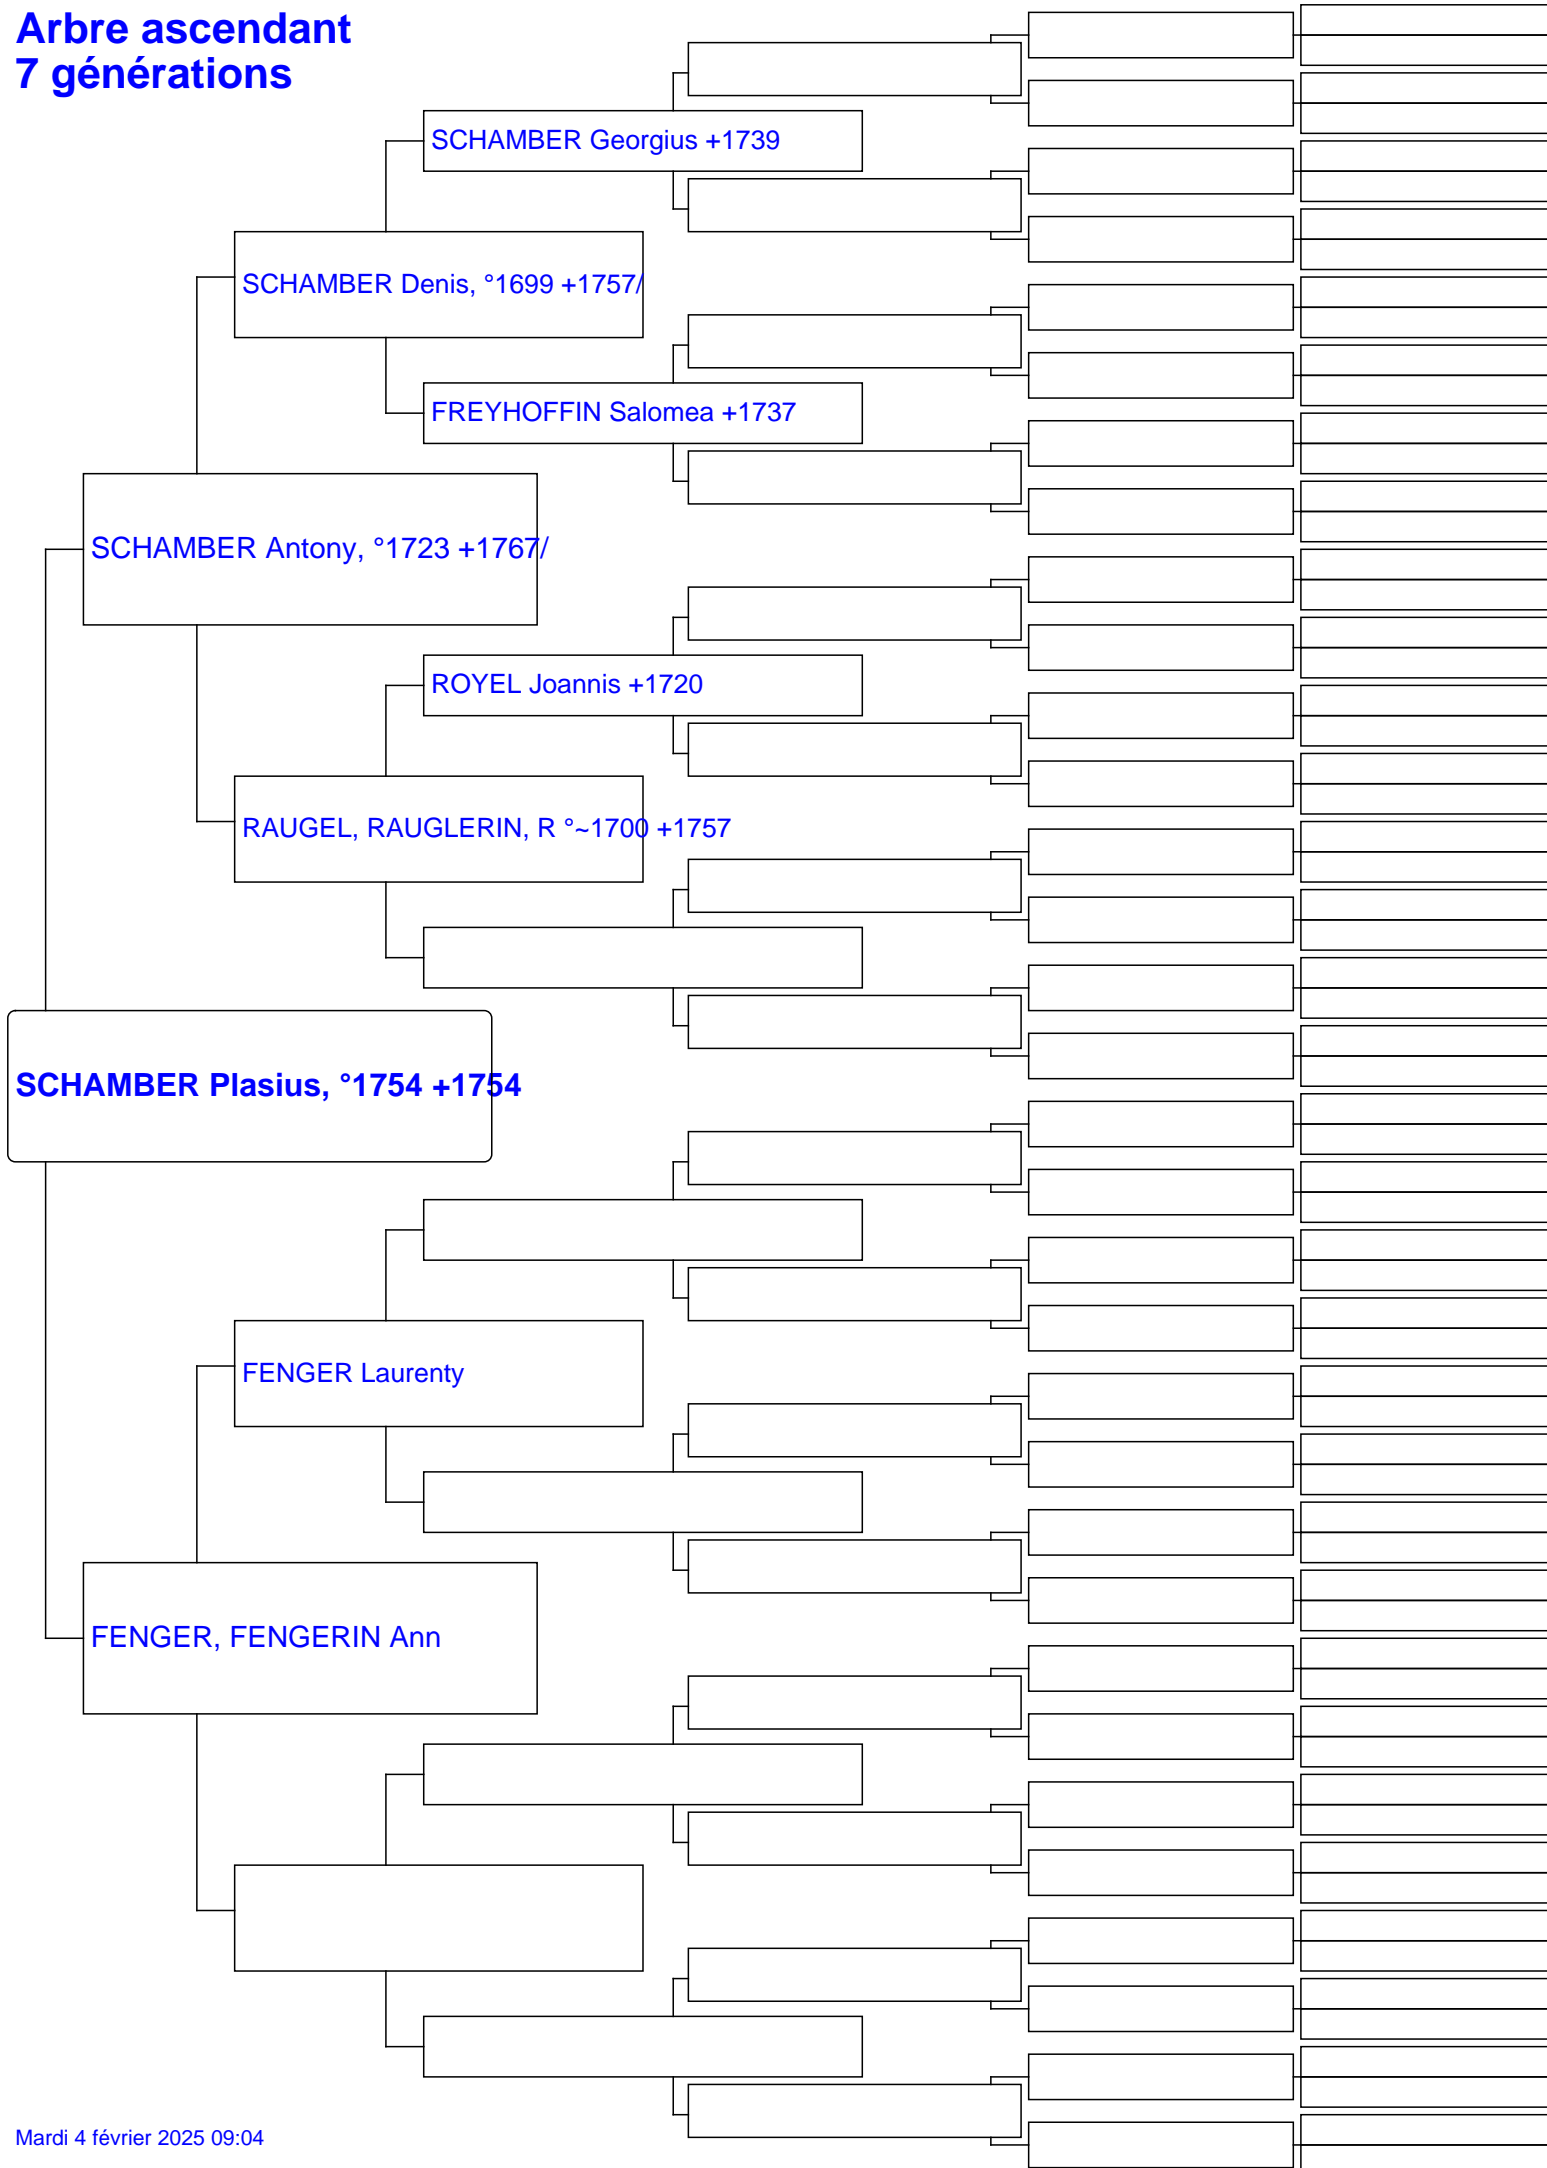 Arbre ascendant
7 générations
SCHAMBER Georgius +1739
SCHAMBER Denis, °1699 +1757/
FREYHOFFIN Salomea +1737
SCHAMBER Antony, °1723 +1767/
ROYEL Joannis +1720
RAUGEL, RAUGLERIN, R °~1700 +1757
SCHAMBER Plasius, °1754 +1754
FENGER Laurenty
FENGER, FENGERIN Ann
Mardi 4 février 2025 09:04